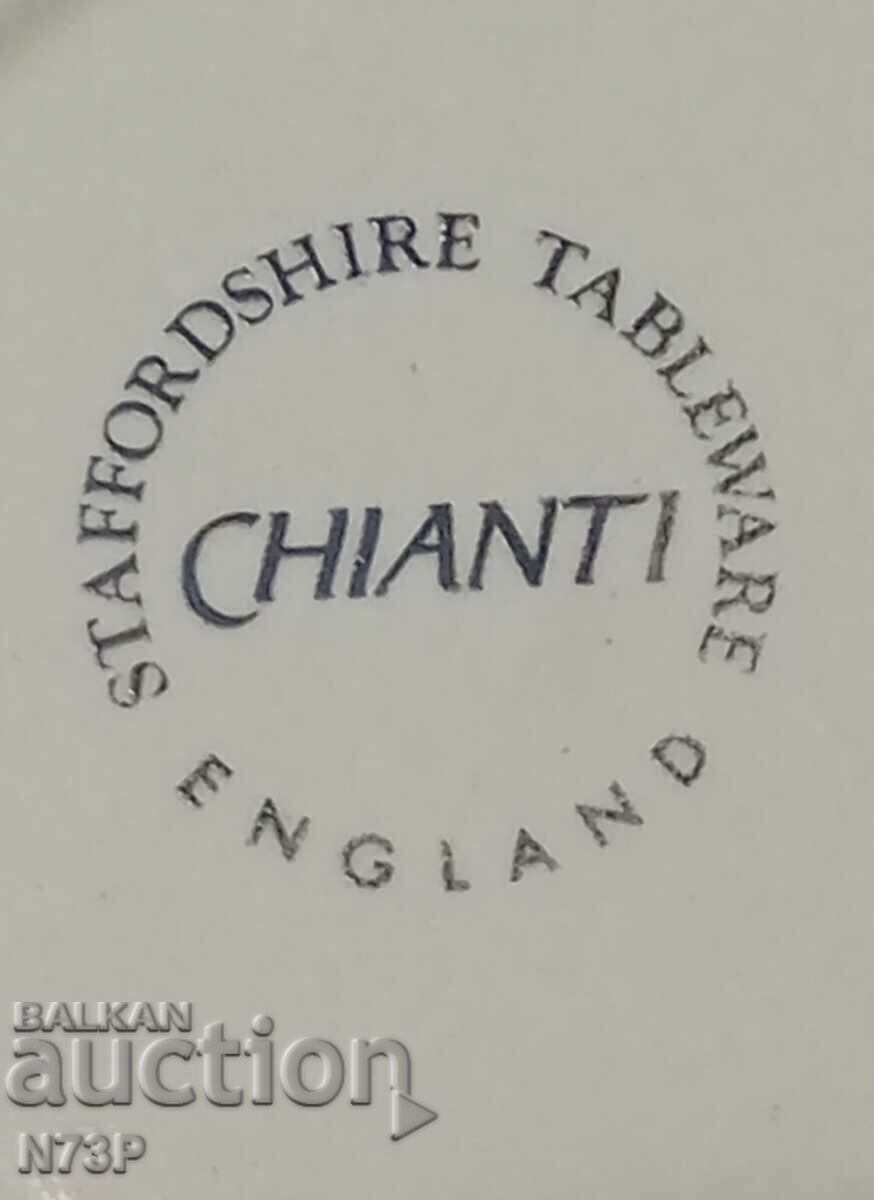 STAFFORDSHIRE TABLEWARE
CHIANTI
ENGLAND
BALKAN
auction
N73P